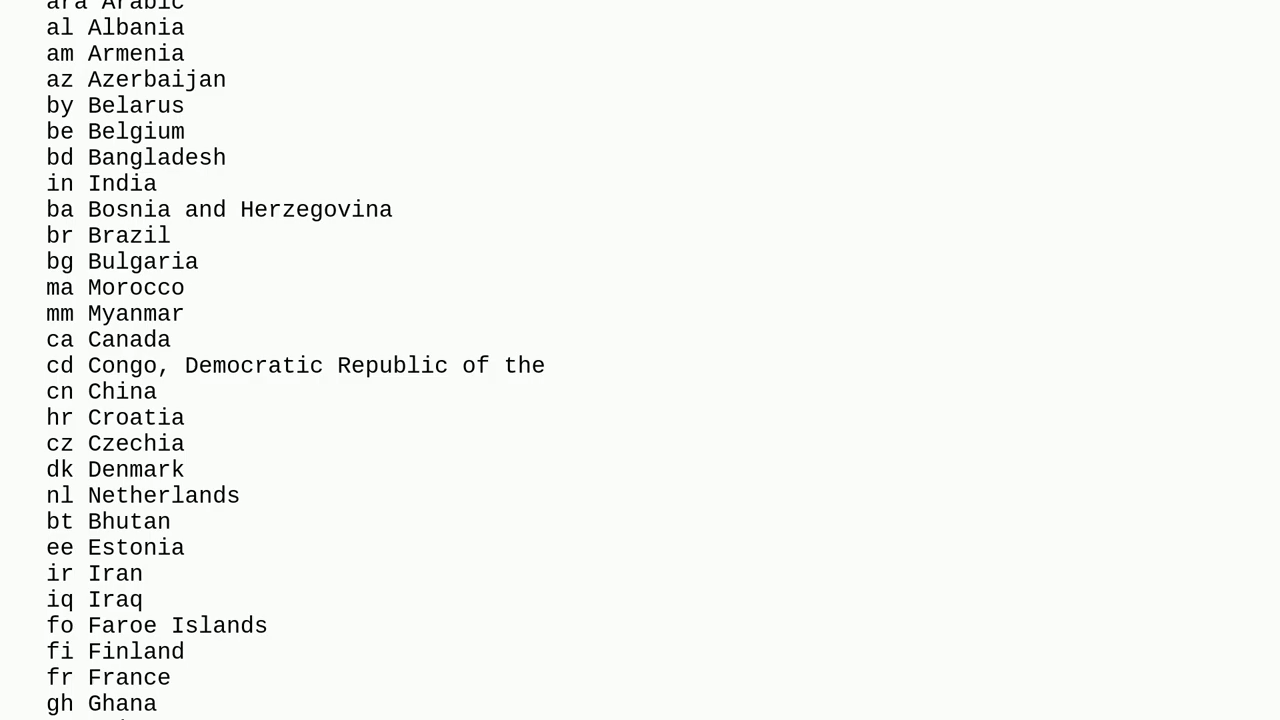 ara Arabic
al Albania
am Armenia
az Azerbaijan
by Belarus
be Belgium
bd Bangladesh
in India
ba Bosnia and Herzegovina
br Brazil
bg Bulgaria
ma Morocco
mm Myanmar
ca Canada
cd Congo, Democratic Republic of the
cn China
hr Croatia
cz Czechia
dk Denmark
nl Netherlands
bt Bhutan
ee Estonia
ir Iran
iq Iraq
fo Faroe Islands
fi Finland
fr France
gh Ghana